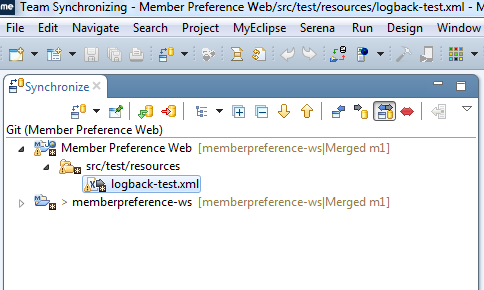 me Team Synchronizing - Member Preference Web/src/test/resources/logback-test.xml - M
File Edit Navigate Search Project MyEclipse Serena Run Design Window
Synchronize
Git (Member Preference Web)
Member Preference Web [memberpreference-ws|Merged m1]
src/test/resources
logback-test.xml
> memberpreference-ws [memberpreference-ws|Merged m1]